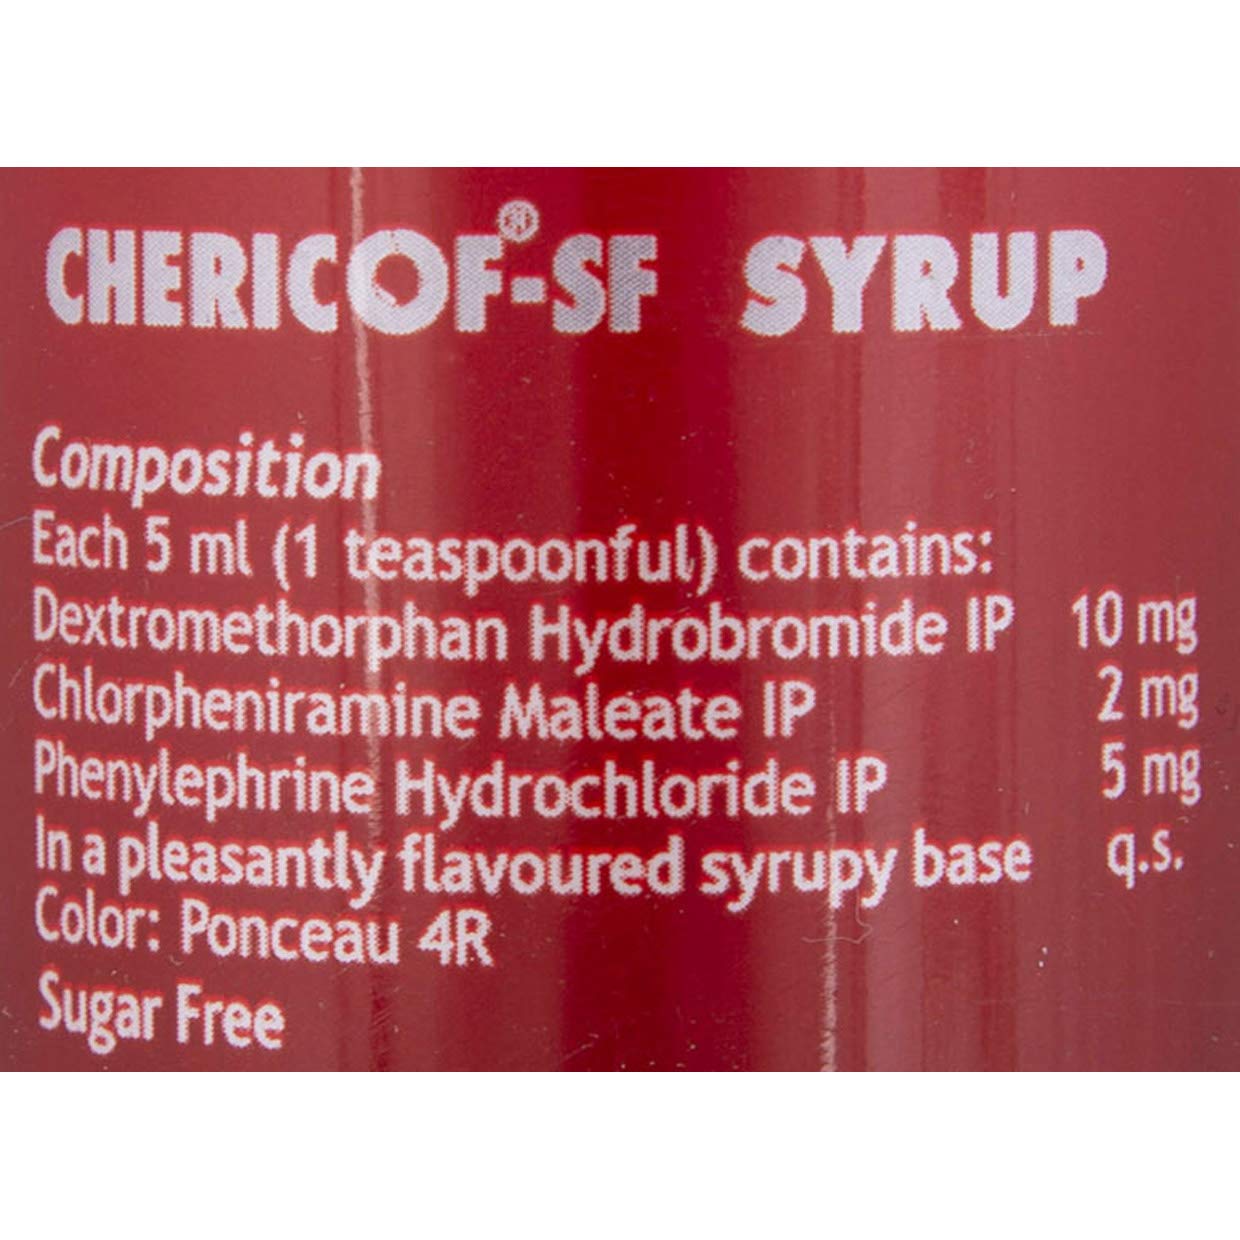 CHERICOF®-SF SYRUP
Composition
Each 5 ml (1 teaspoonful) contains:
Dextromethorphan Hydrobromide IP 10 mg
Chlorpheniramine Maleate IP 2 mg
Phenylephrine Hydrochloride IP 5 mg
In a pleasantly flavoured syrupy base q.s.
Color: Ponceau 4R
Sugar Free